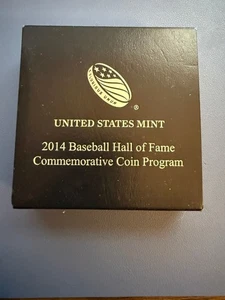 ®
UNITED STATES MINT
2014 Baseball Hall of Fame
Commemorative Coin Program